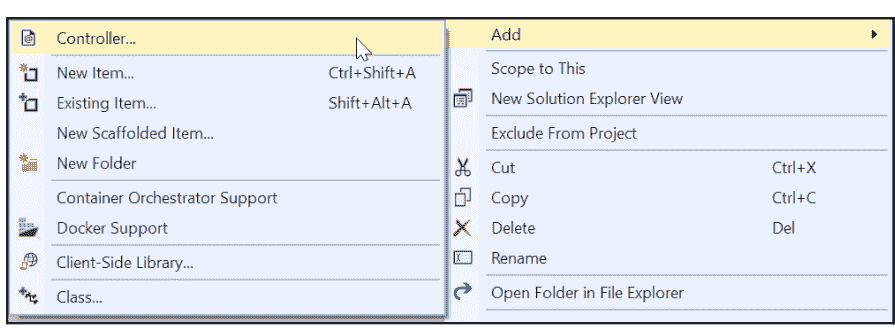 Controller...
New Item... Ctrl+Shift+A
Existing Item... Shift+Alt+A
New Scaffolded Item...
New Folder
Container Orchestrator Support
Docker Support
Client-Side Library...
Class...
Add
Scope to This
New Solution Explorer View
Exclude From Project
Cut Ctrl+X
Copy Ctrl+C
Delete Del
Rename
Open Folder in File Explorer